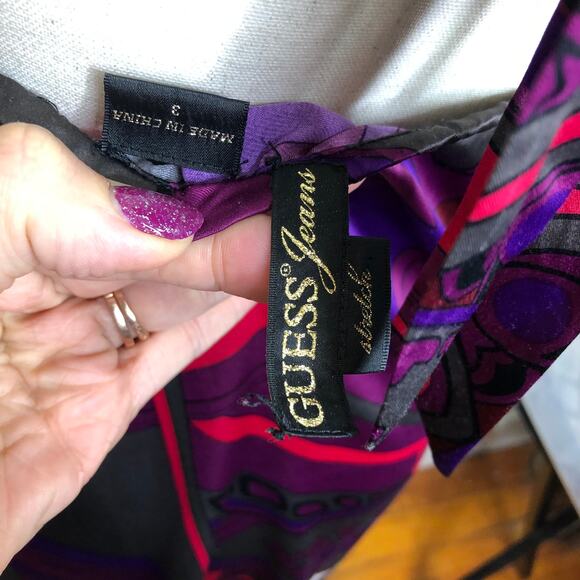 3
MADE IN CHINA
GUESS® Jeans
stretch